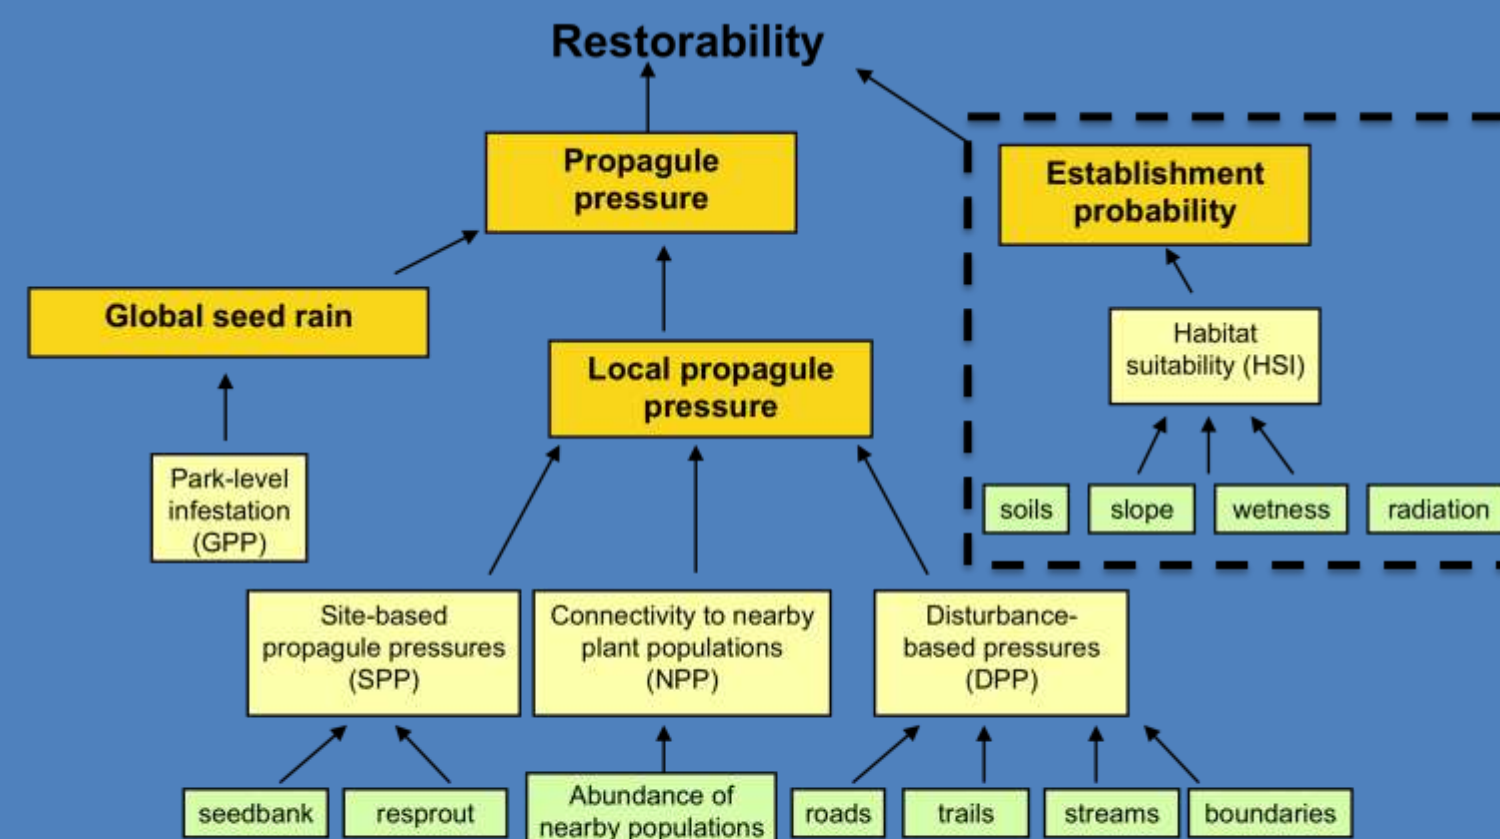 Restorability
Propagule
pressure
Establishment
probability
Global seed rain
Habitat
suitability (HSI)
Local propagule
pressure
Park-level
infestation
(GPP)
soils
slope
wetness
radiation
Site-based
propagule pressures
(SPP)
Connectivity to nearby
plant populations
(NPP)
Disturbance-
based pressures
(DPP)
seedbank
resprout
Abundance of
nearby populations
roads
trails
streams
boundaries